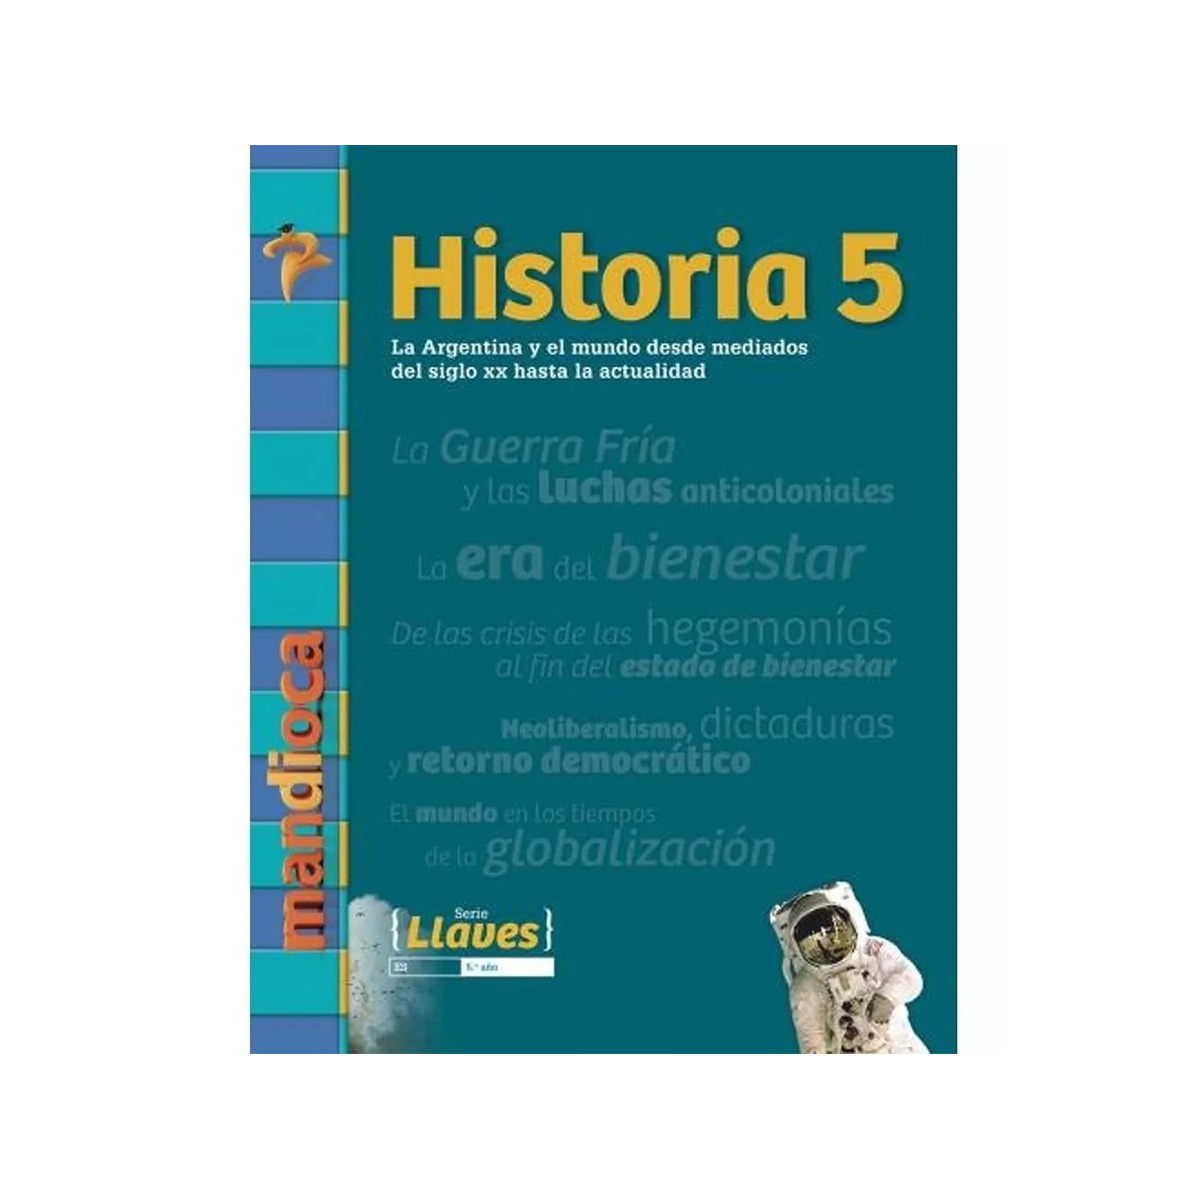 Historia 5
La Argentina y el mundo desde mediados
del siglo xx hasta la actualidad
La Guerra Fría
y las luchas anticoloniales
La era del bienestar
De las crisis de las hegemonías
al fin del estado de bienestar
Neoliberalismo, dictaduras
y retorno democrático
El mundo en los tiempos
de la globalización
Serie
{Llaves}
ES 5.º año
mandioca